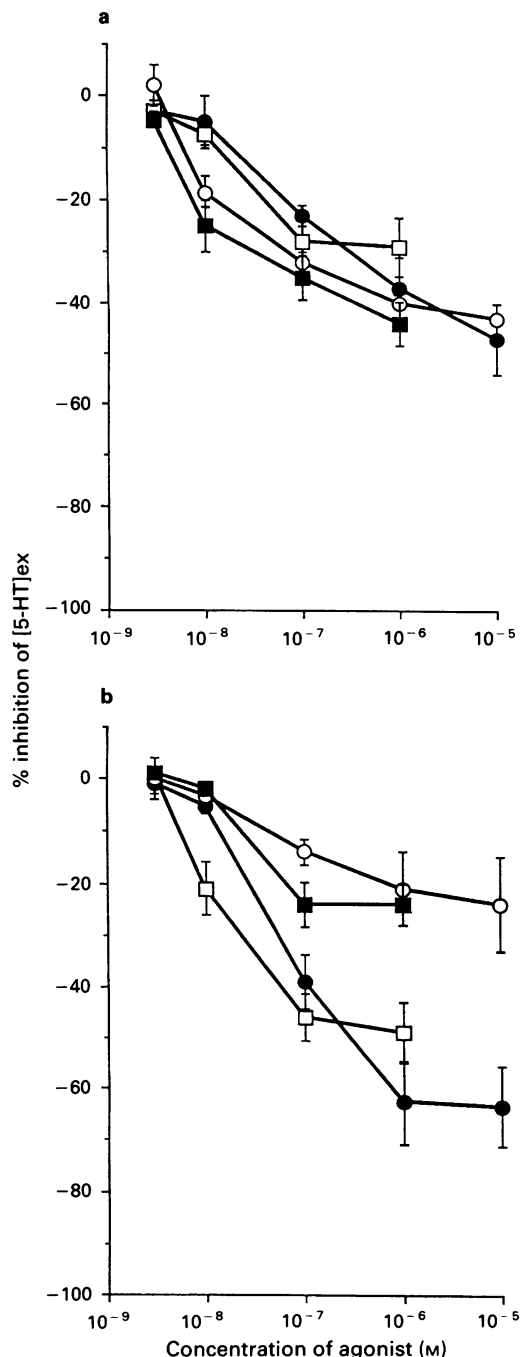 a
0
−20
−40
−60
−80
−100
10⁻⁹ 10⁻⁸ 10⁻⁷ 10⁻⁶ 10⁻⁵
% inhibition of [5-HT]ex
b
0
−20
−40
−60
−80
−100
10⁻⁹ 10⁻⁸ 10⁻⁷ 10⁻⁶ 10⁻⁵
Concentration of agonist (M)